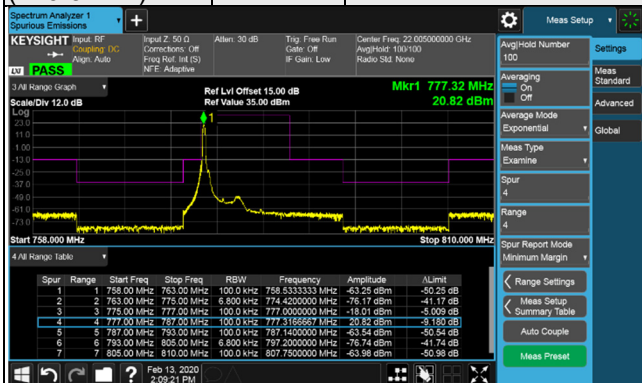 Spectrum Analyzer 1
Spurious Emissions
Meas Setup
KEYSIGHT
Input: RF
Coupling: DC
Align: Auto
Input Z: 50 Ω
Corrections: Off
Freq Ref: Int (S)
NFE: Adaptive
Atten: 30 dB
Trig: Free Run
Gate: Off
IF Gain: Low
Center Freq: 22.005000000 GHz
Avg|Hold: 100/100
Radio Std: None
LXI PASS
3 All Range Graph
Scale/Div 12.0 dB
Ref Lvl Offset 15.00 dB
Ref Value 35.00 dBm
Mkr1 777.32 MHz
20.82 dBm
Log
23.0
11.0
1.00
-13.0
-25.0
-37.0
-49.0
-61.0
-73.0
1
Start 758.000 MHz
Stop 810.000 MHz
4 All Range Table
Spur Range Start Freq Stop Freq RBW Frequency Amplitude ΔLimit
1 1 758.00 MHz 763.00 MHz 100.0 kHz 758.5333333 MHz -63.25 dBm -50.25 dB
2 2 763.00 MHz 775.00 MHz 6.800 kHz 774.4200000 MHz -76.17 dBm -41.17 dB
3 3 775.00 MHz 777.00 MHz 100.0 kHz 777.0000000 MHz -18.01 dBm -5.009 dB
4 4 777.00 MHz 787.00 MHz 100.0 kHz 777.3166667 MHz 20.82 dBm -9.180 dB
5 5 787.00 MHz 793.00 MHz 100.0 kHz 787.1400000 MHz -63.54 dBm -50.54 dB
6 6 793.00 MHz 805.00 MHz 6.800 kHz 797.2000000 MHz -76.74 dBm -41.74 dB
7 7 805.00 MHz 810.00 MHz 100.0 kHz 807.7500000 MHz -63.98 dBm -50.98 dB
Feb 13, 2020
2:09:21 PM
Avg|Hold Number
100
Averaging
On
Off
Average Mode
Exponential
Meas Type
Examine
Spur
4
Range
4
Spur Report Mode
Minimum Margin
Range Settings
Meas Setup
Summary Table
Auto Couple
Meas Preset
Settings
Meas
Standard
Advanced
Global